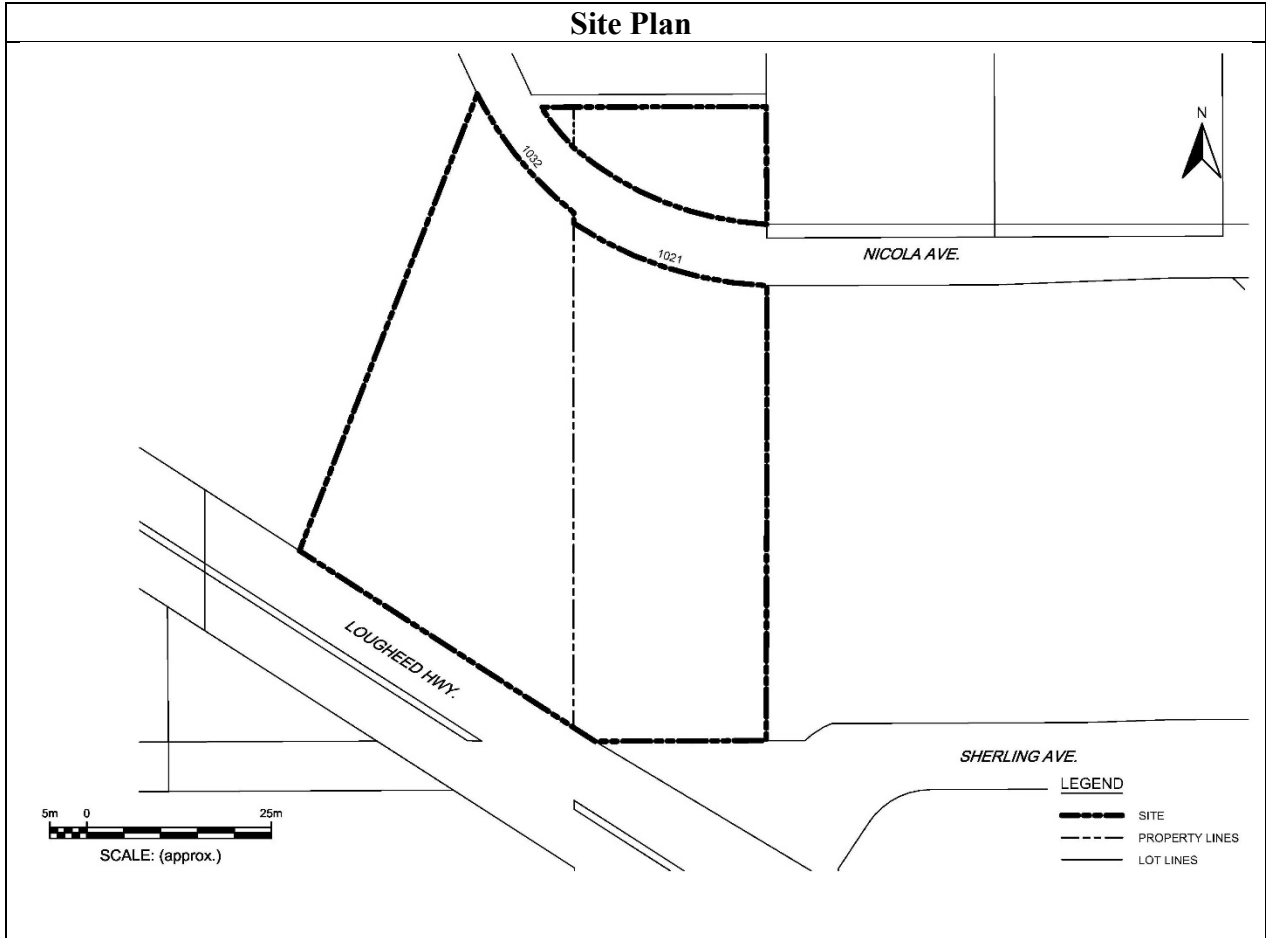 Site Plan
N
1032
1021
NICOLA AVE.
LOUGHEED HWY.
SHERLING AVE.
LEGEND
SITE
PROPERTY LINES
LOT LINES
5m 0 25m
SCALE: (approx.)